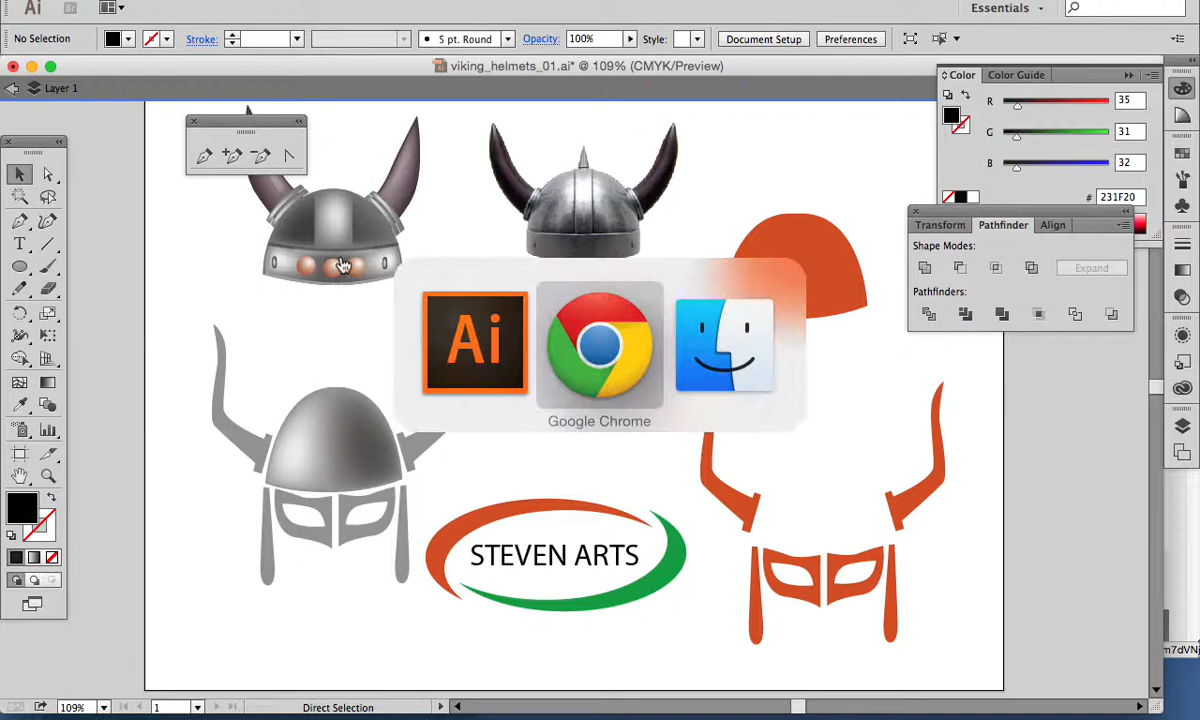 Ai Br Essentials
No Selection Stroke: 5 pt. Round Opacity: 100% Style: Document Setup Preferences
viking_helmets_01.ai* @ 109% (CMYK/Preview)
Layer 1
Color Color Guide
R 35
G 31
B 32
# 231F20
Transform Pathfinder Align
Shape Modes:
Expand
Pathfinders:
Ai
Google Chrome
STEVEN ARTS
m7dVNj
109% 1 Direct Selection